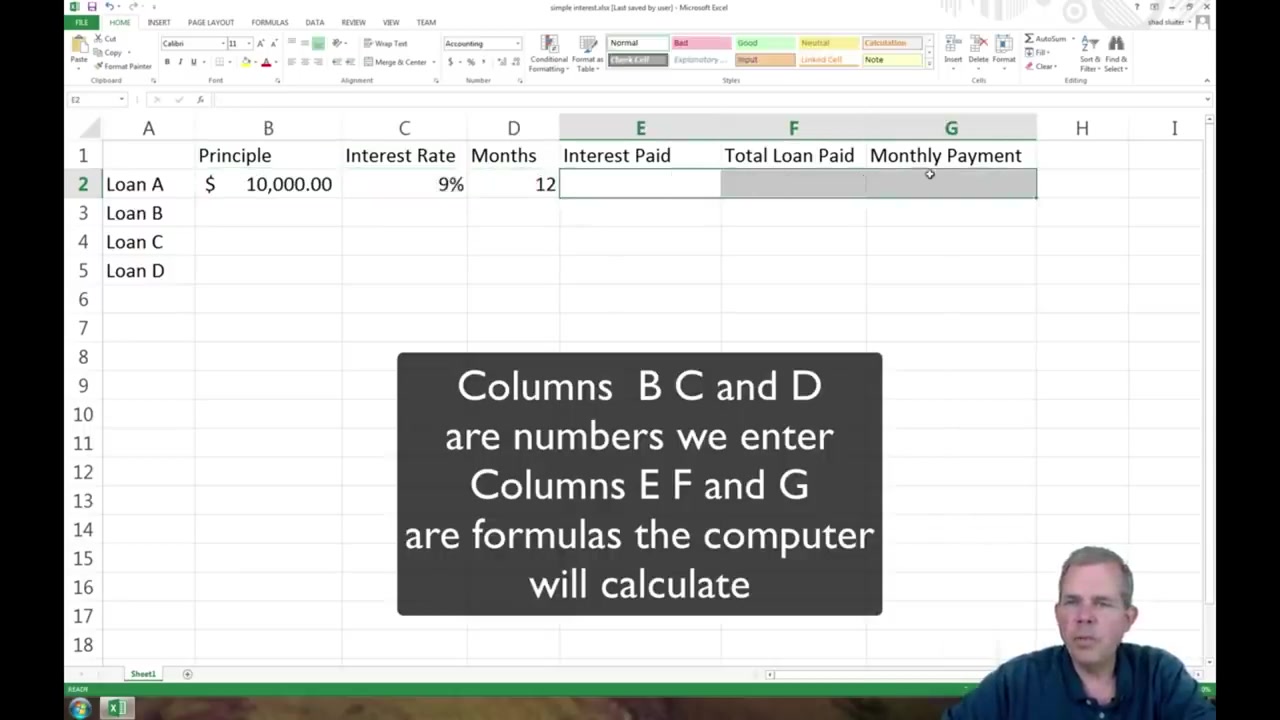 simple interest.xlsx [Last saved by user] - Microsoft Excel
FILE HOME INSERT PAGE LAYOUT FORMULAS DATA REVIEW VIEW TEAM
shad sluiter
Paste
Cut
Copy
Format Painter
Clipboard
Calibri 11
B I U
Font
Wrap Text
Merge & Center
Alignment
Accounting
$ % ,
Number
Conditional Formatting
Format as Table
Normal Bad Good Neutral Calculation
Check Cell Explanatory ... Input Linked Cell Note
Styles
Insert Delete Format
Cells
AutoSum
Fill
Clear
Sort & Filter
Find & Select
Editing
E2
fx
A B C D E F G H I
1 Principle Interest Rate Months Interest Paid Total Loan Paid Monthly Payment
2 Loan A $ 10,000.00 9% 12
3 Loan B
4 Loan C
5 Loan D
6
7
8
9
10
11
12
13
14
15
16
17
18
Columns B C and D
are numbers we enter
Columns E F and G
are formulas the computer
will calculate
Sheet1
READY